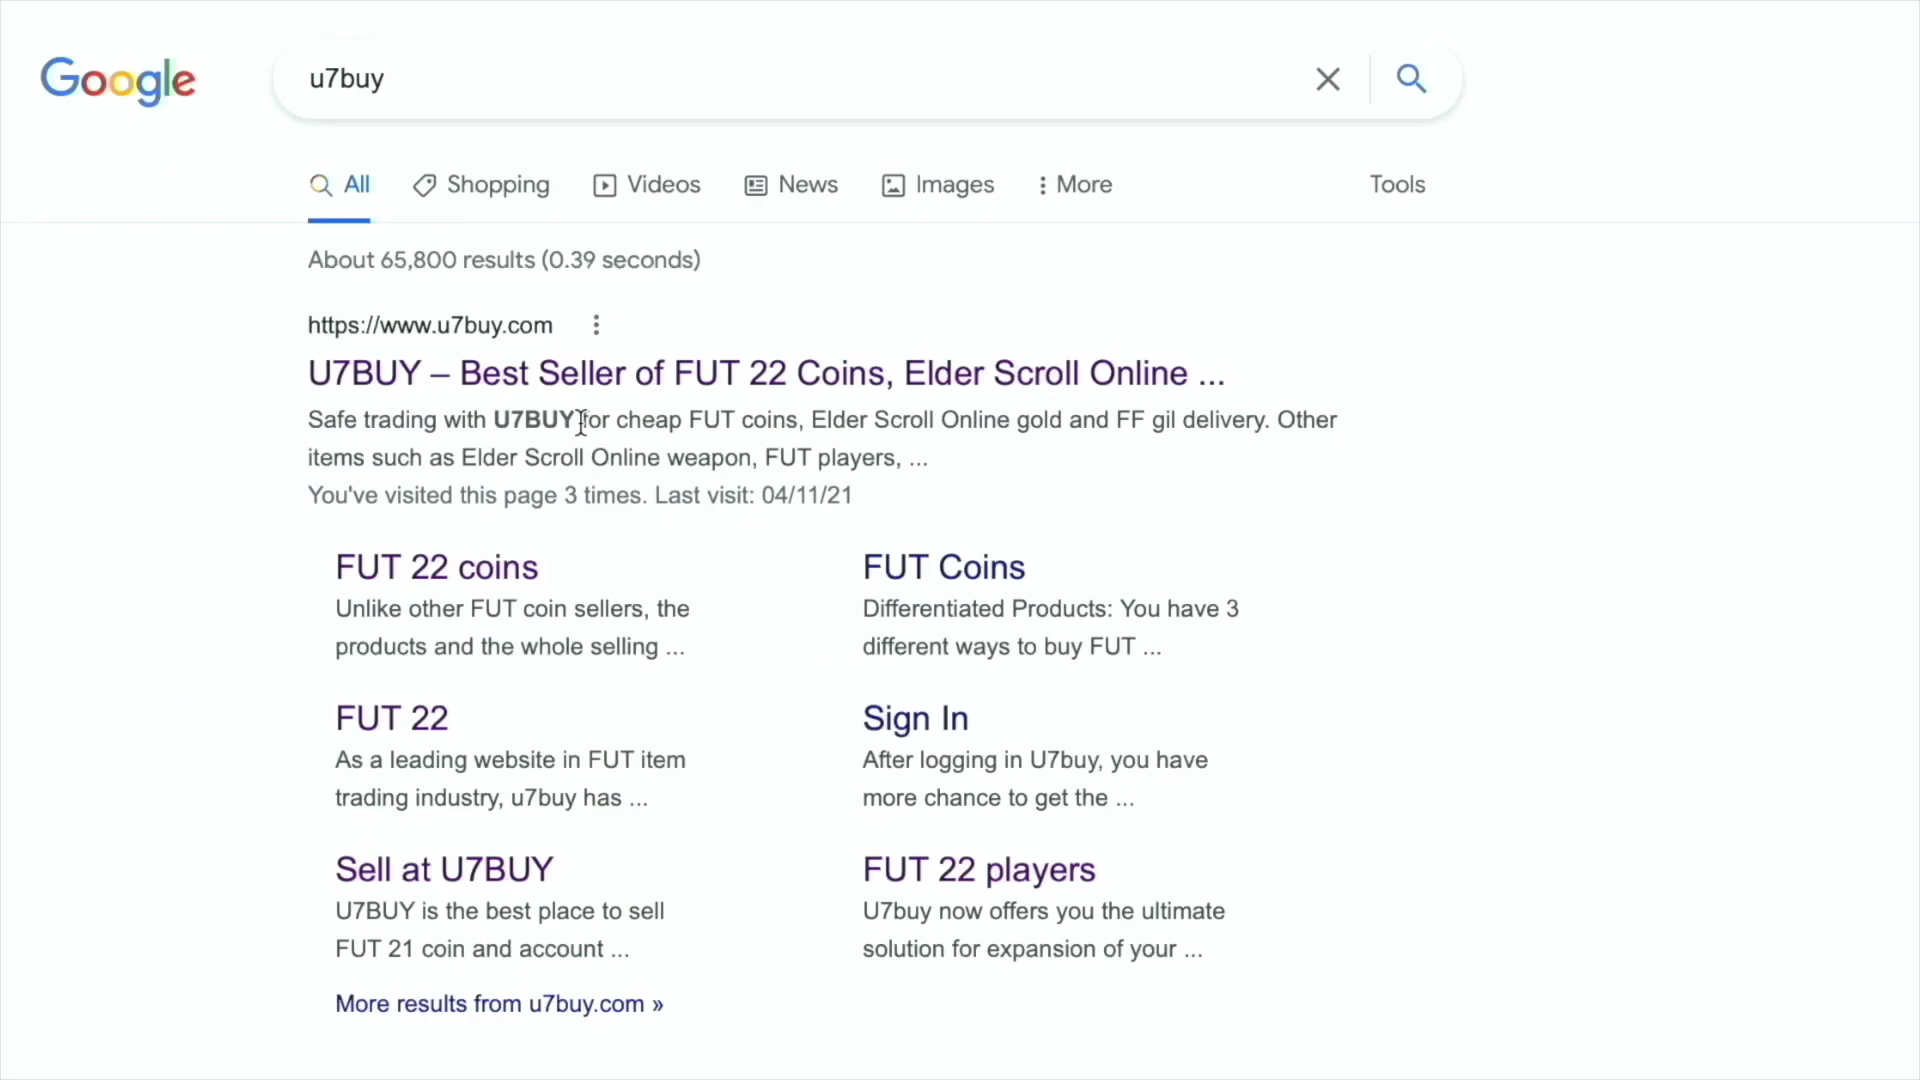 Google
u7buy
All Shopping Videos News Images More Tools
About 65,800 results (0.39 seconds)
https://www.u7buy.com
U7BUY – Best Seller of FUT 22 Coins, Elder Scroll Online ...
Safe trading with U7BUY for cheap FUT coins, Elder Scroll Online gold and FF gil delivery. Other
items such as Elder Scroll Online weapon, FUT players, ...
You've visited this page 3 times. Last visit: 04/11/21
FUT 22 coins
Unlike other FUT coin sellers, the
products and the whole selling ...
FUT Coins
Differentiated Products: You have 3
different ways to buy FUT ...
FUT 22
As a leading website in FUT item
trading industry, u7buy has ...
Sign In
After logging in U7buy, you have
more chance to get the ...
Sell at U7BUY
U7BUY is the best place to sell
FUT 21 coin and account ...
FUT 22 players
U7buy now offers you the ultimate
solution for expansion of your ...
More results from u7buy.com »